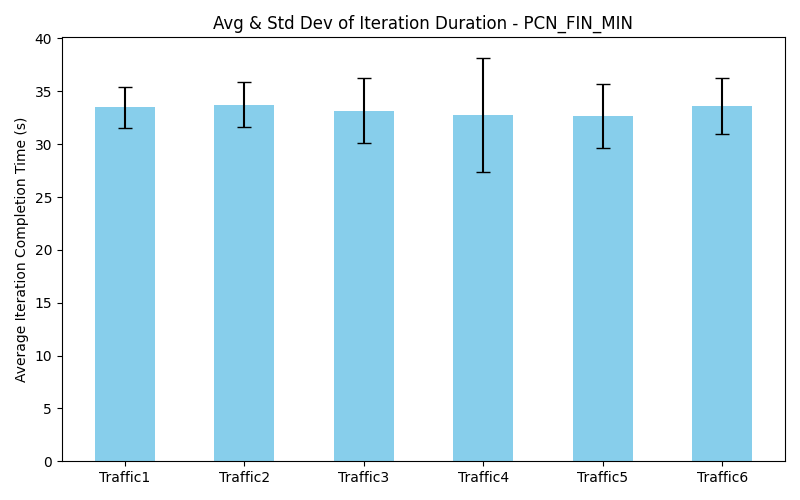 Avg & Std Dev of Iteration Duration - PCN_FIN_MIN
Average Iteration Completion Time (s)
40
35
30
25
20
15
10
5
0
Traffic1
Traffic2
Traffic3
Traffic4
Traffic5
Traffic6